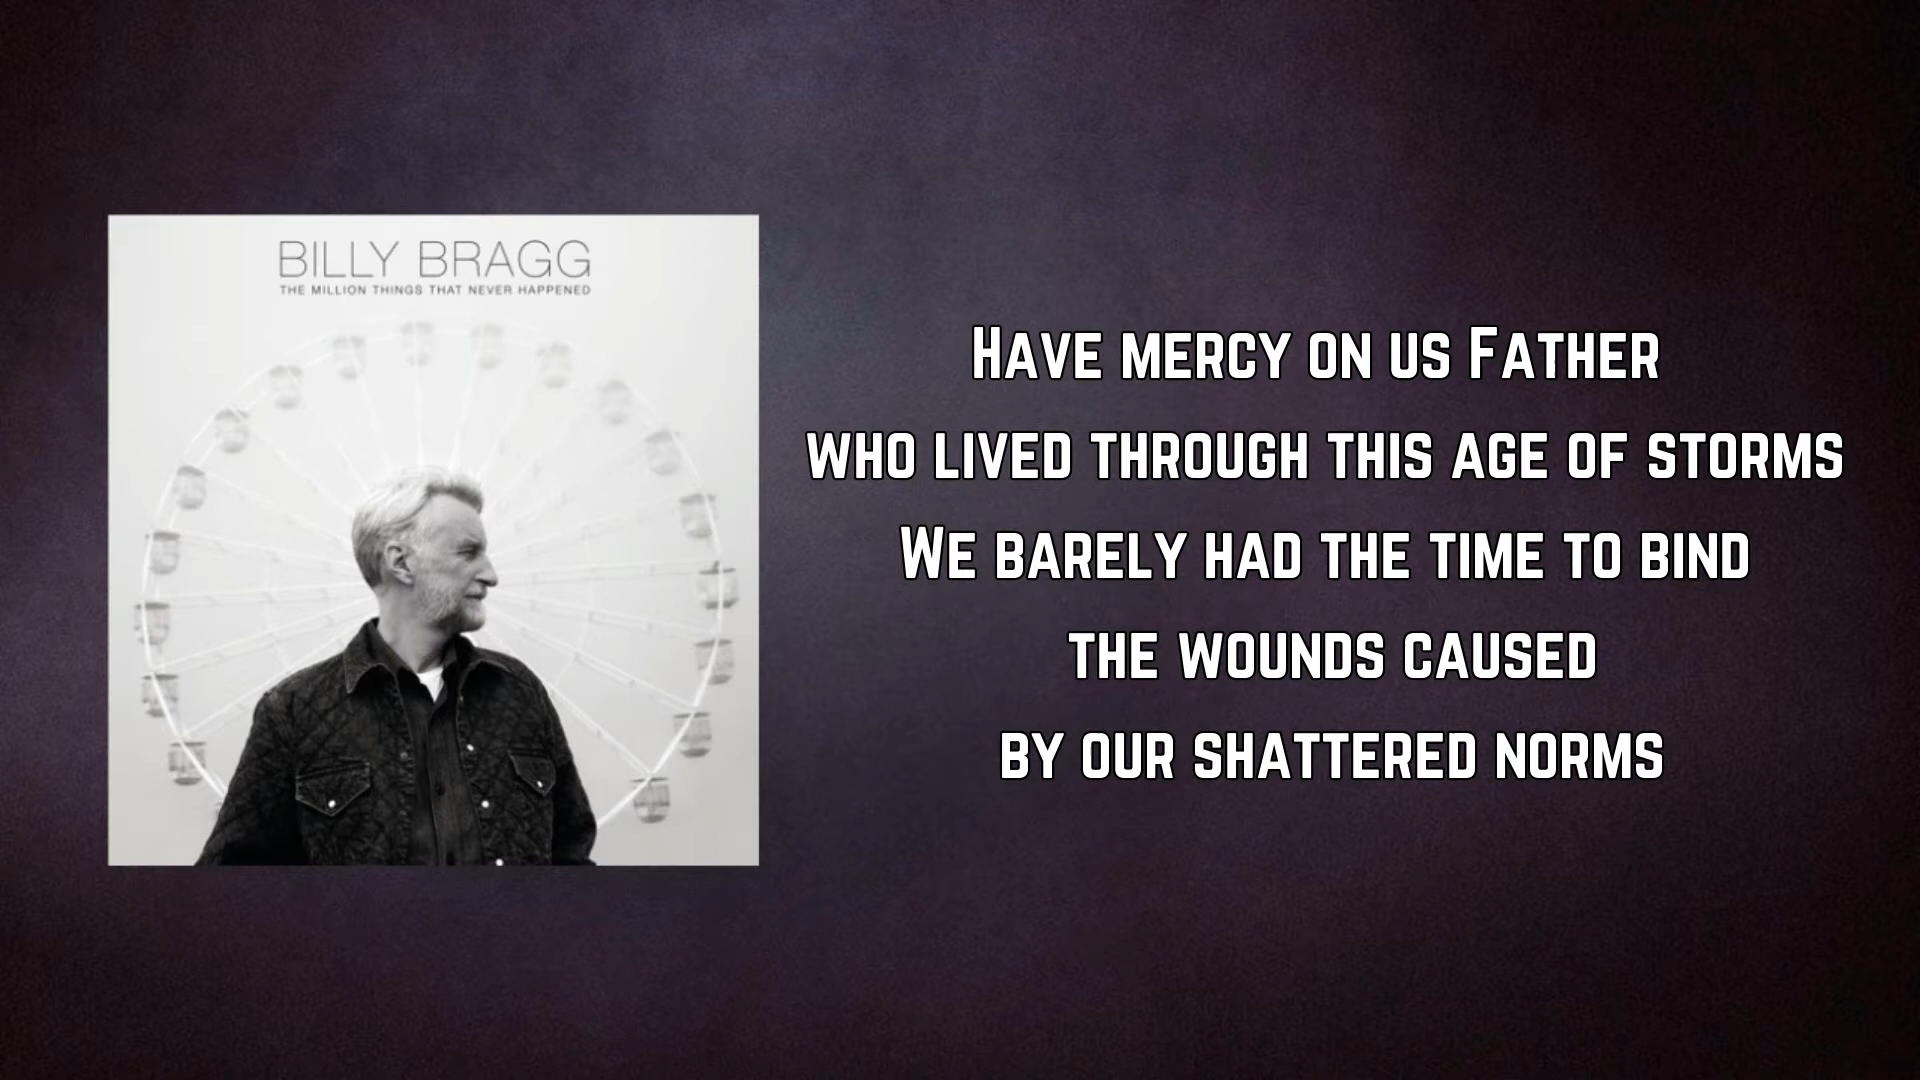 BILLY BRAGG
THE MILLION THINGS THAT NEVER HAPPENED
Have mercy on us Father
who lived through this age of storms
We barely had the time to bind
the wounds caused
by our shattered norms